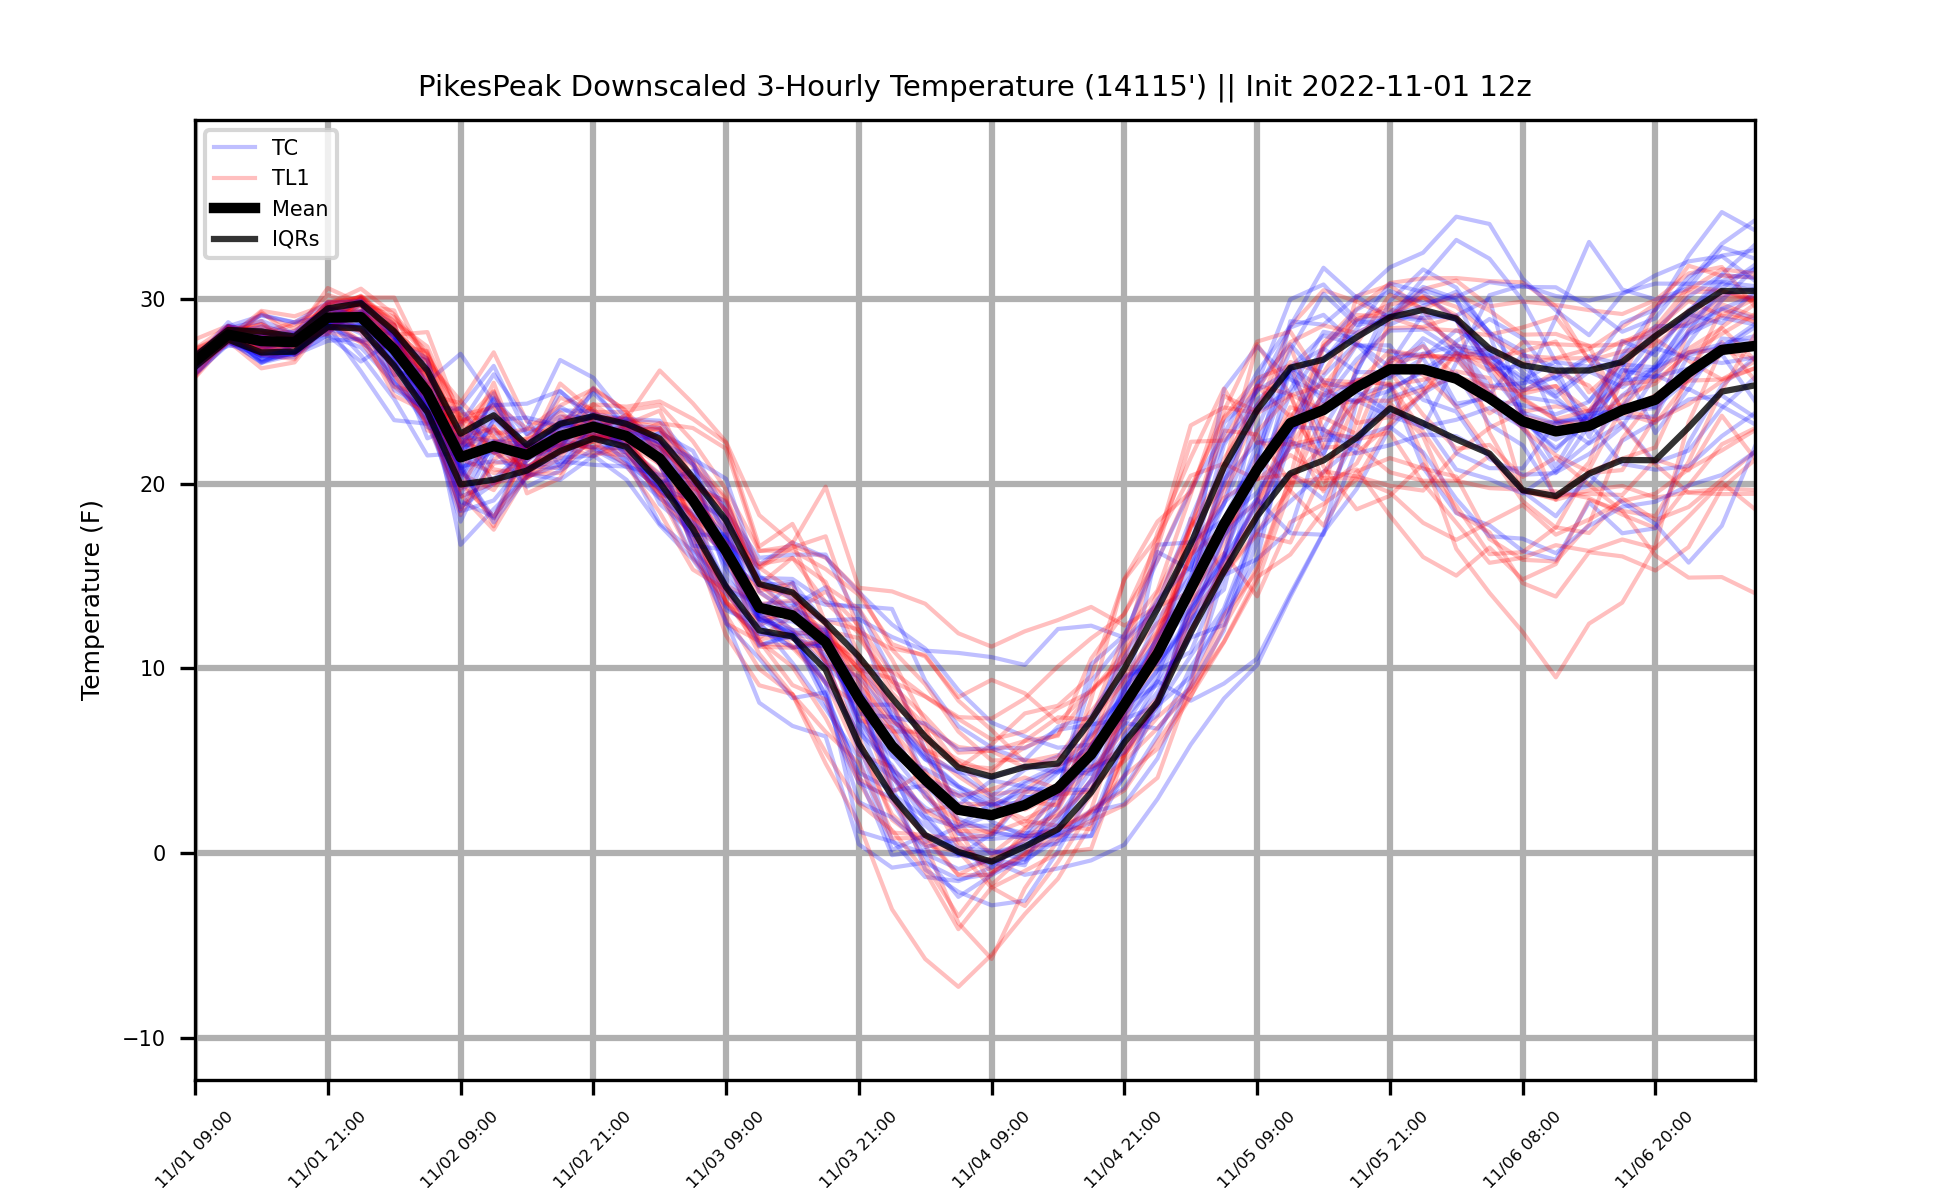 PikesPeak Downscaled 3-Hourly Temperature (14115') || Init 2022-11-01 12z
TC
TL1
Mean
IQRs
Temperature (F)
30
20
10
0
−10
11/01 09:00
11/01 21:00
11/02 09:00
11/02 21:00
11/03 09:00
11/03 21:00
11/04 09:00
11/04 21:00
11/05 09:00
11/05 21:00
11/06 08:00
11/06 20:00